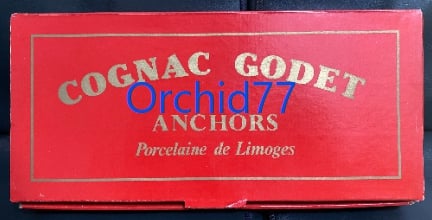 COGNAC GODET
Orchid77
ANCHORS
Porcelaine de Limoges